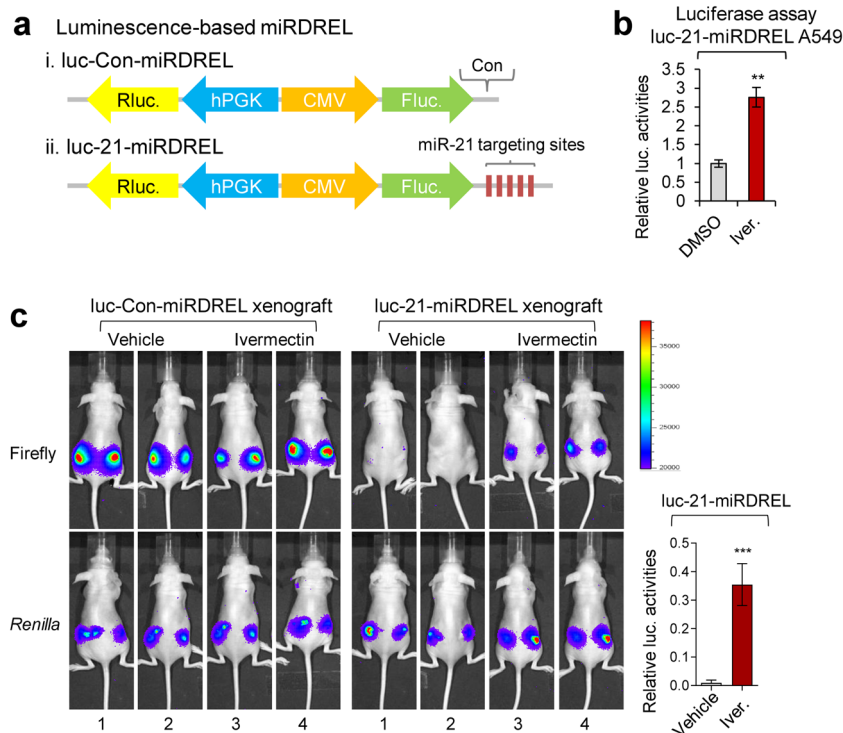 a
Luminescence-based miRDREL
i. luc-Con-miRDREL
Con
Rluc.
hPGK
CMV
Fluc.
ii. luc-21-miRDREL
miR-21 targeting sites
Rluc.
hPGK
CMV
Fluc.
b
Luciferase assay
luc-21-miRDREL A549
Relative luc. activities
3.5
3
2.5
2
1.5
1
0.5
0
**
DMSO
Iver.
c
luc-Con-miRDREL xenograft
luc-21-miRDREL xenograft
Vehicle
Ivermectin
Vehicle
Ivermectin
Firefly
Renilla
1
2
3
4
1
2
3
4
35000
30000
25000
20000
luc-21-miRDREL
Relative luc. activities
0.5
0.4
0.3
0.2
0.1
0.0
***
Vehicle
Iver.